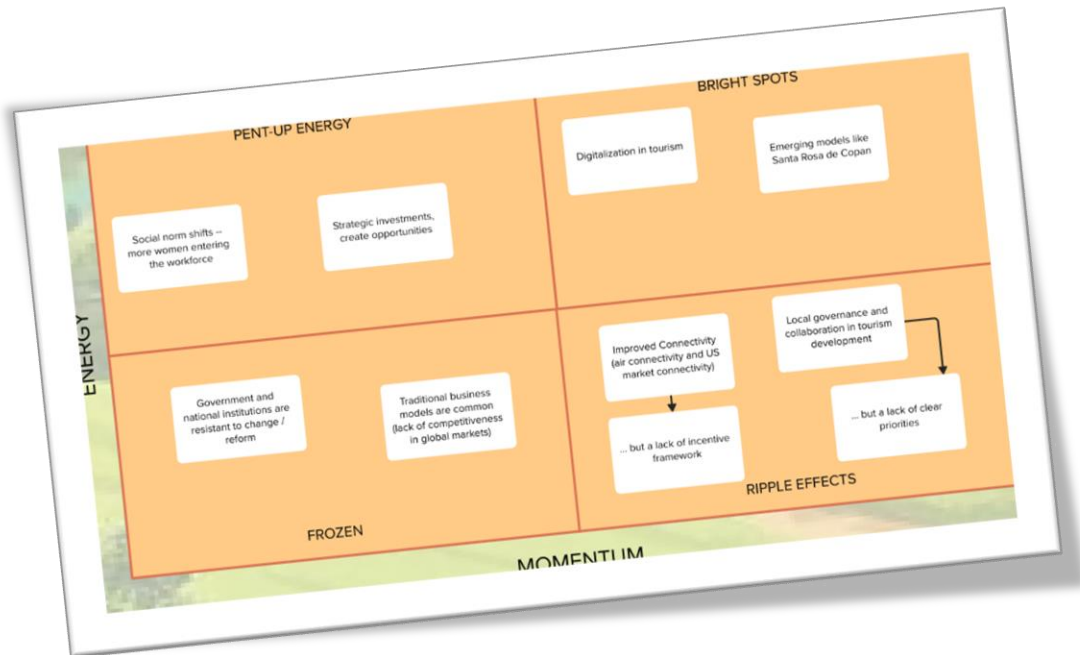 PENT-UP ENERGY
BRIGHT SPOTS
Social norm shifts –
more women entering
the workforce
Strategic investments,
create opportunities
Digitalization in tourism
Emerging models like
Santa Rosa de Copan
ENERGY
Government and
national institutions are
resistant to change /
reform
Traditional business
models are common
(lack of competitiveness
in global markets)
Improved Connectivity
(air connectivity and US
market connectivity)
... but a lack of incentive
framework
Local governance and
collaboration in tourism
development
... but a lack of clear
priorities
FROZEN
RIPPLE EFFECTS
MOMENTUM